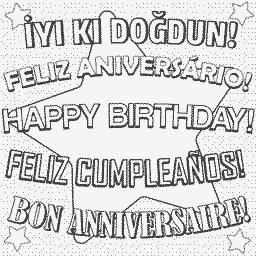 İYI KI DOĞDUN!
FELIZ ANIVERSÁRIO!
HAPPY BIRTHDAY!
FELIZ CUMPLEAÑOS!
BON ANNIVERSAIRE!